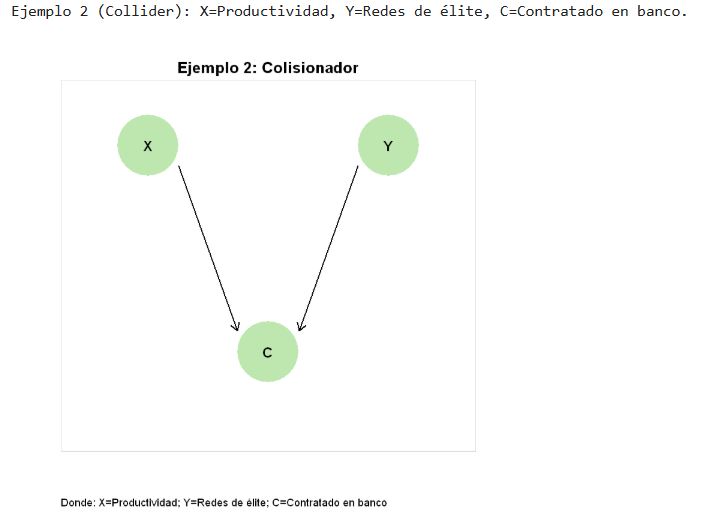 Ejemplo 2 (Collider): X=Productividad, Y=Redes de élite, C=Contratado en banco.
Ejemplo 2: Colisionador
X
Y
C
Donde: X=Productividad; Y=Redes de élite; C=Contratado en banco